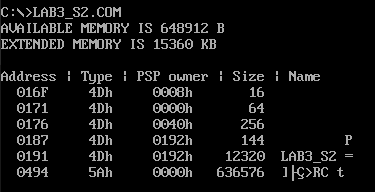 C:\>LAB3_S2.COM
AVAILABLE MEMORY IS 648912 B
EXTENDED MEMORY IS 15360 KB
Address | Type | PSP owner | Size | Name
016F 4Dh 0008h 16
0171 4Dh 0000h 64
0176 4Dh 0040h 256
0187 4Dh 0192h 144 P
0191 4Dh 0192h 12320 LAB3_S2 =
0494 5Ah 0000h 636576 >RC t